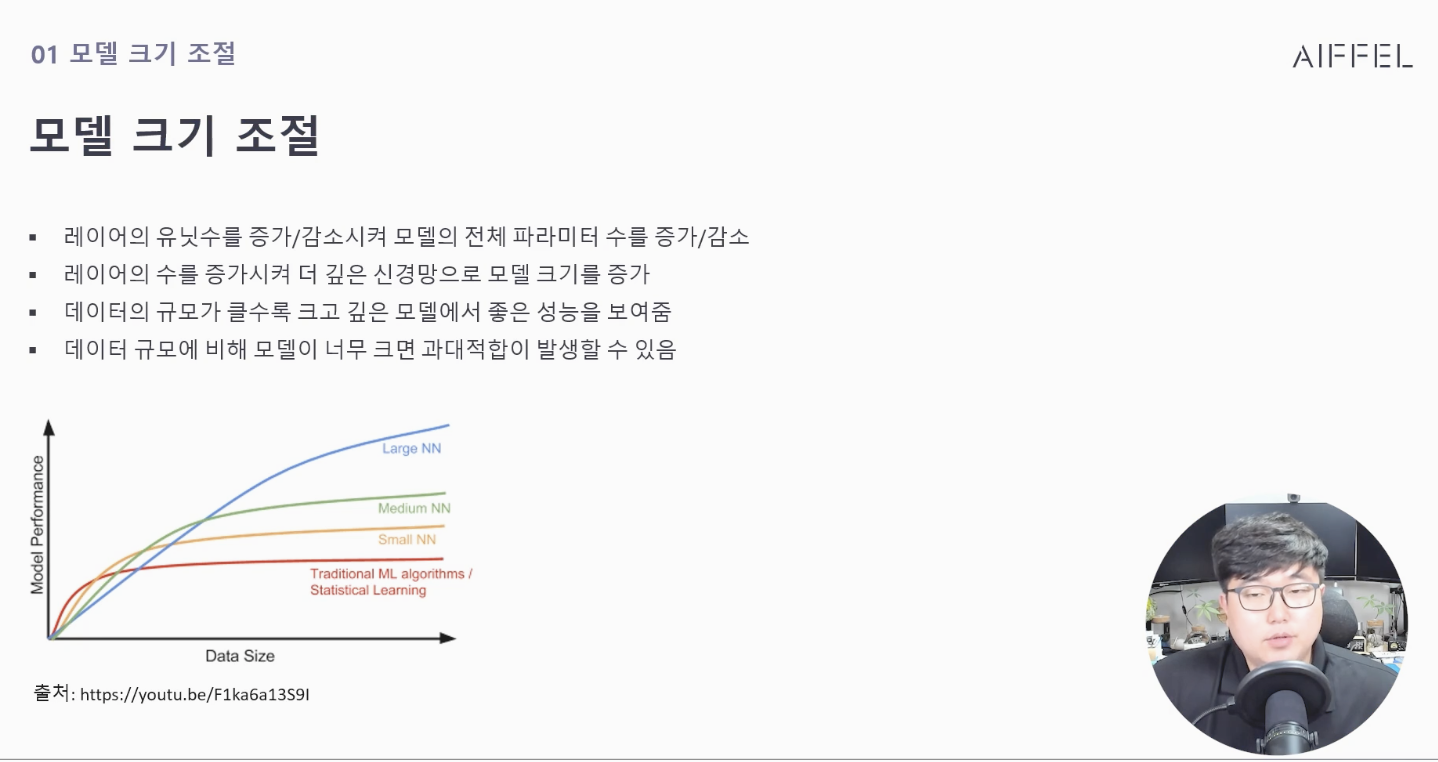 01 모델 크기 조절
AIFFEL
모델 크기 조절
▪ 레이어의 유닛수를 증가/감소시켜 모델의 전체 파라미터 수를 증가/감소
▪ 레이어의 수를 증가시켜 더 깊은 신경망으로 모델 크기를 증가
▪ 데이터의 규모가 클수록 크고 깊은 모델에서 좋은 성능을 보여줌
▪ 데이터 규모에 비해 모델이 너무 크면 과대적합이 발생할 수 있음
Model Performance
Large NN
Medium NN
Small NN
Traditional ML algorithms /
Statistical Learning
Data Size
출처: https://youtu.be/F1ka6a13S9I